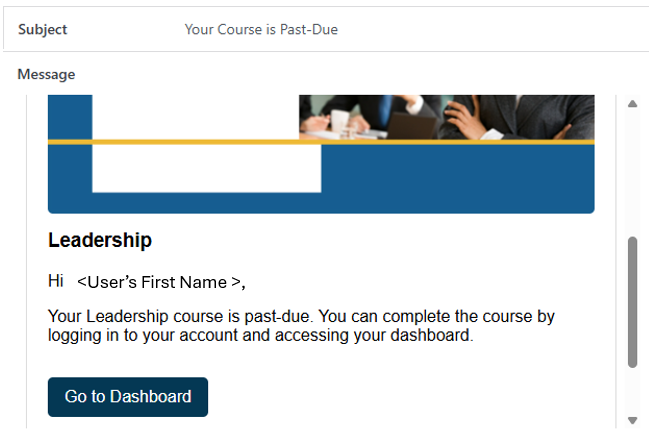 Subject Your Course is Past-Due
Message
Leadership
Hi <User’s First Name >,
Your Leadership course is past-due. You can complete the course by
logging in to your account and accessing your dashboard.
Go to Dashboard